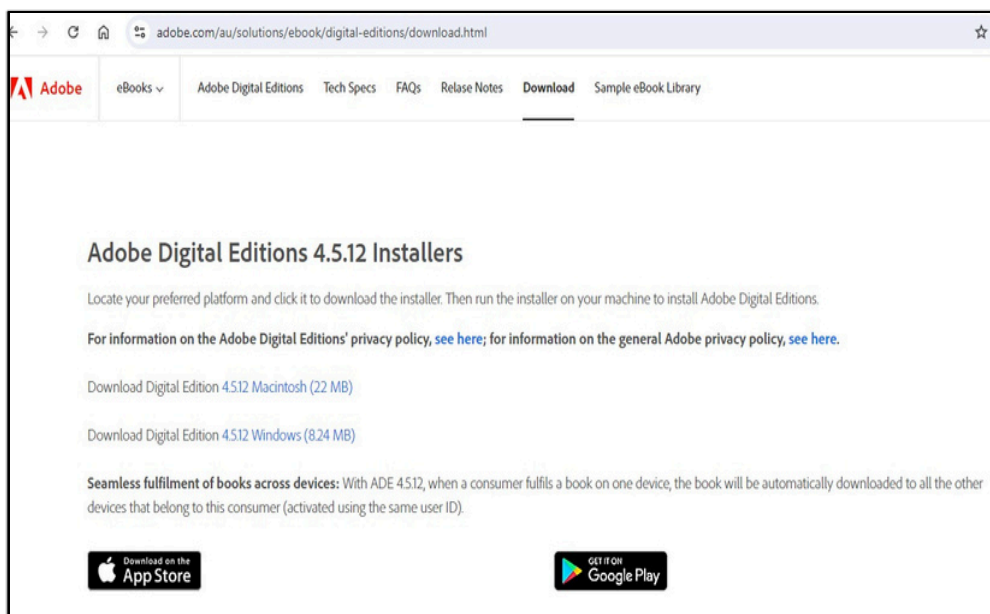 adobe.com/au/solutions/ebook/digital-editions/download.html
Adobe eBooks Adobe Digital Editions Tech Specs FAQs Relase Notes Download Sample eBook Library
Adobe Digital Editions 4.5.12 Installers
Locate your preferred platform and click it to download the installer. Then run the installer on your machine to install Adobe Digital Editions.
For information on the Adobe Digital Editions' privacy policy, see here; for information on the general Adobe privacy policy, see here.
Download Digital Edition 4.5.12 Macintosh (22 MB)
Download Digital Edition 4.5.12 Windows (8.24 MB)
Seamless fulfilment of books across devices: With ADE 4.5.12, when a consumer fulfils a book on one device, the book will be automatically downloaded to all the other
devices that belong to this consumer (activated using the same user ID).
Download on the
App Store
GET IT ON
Google Play